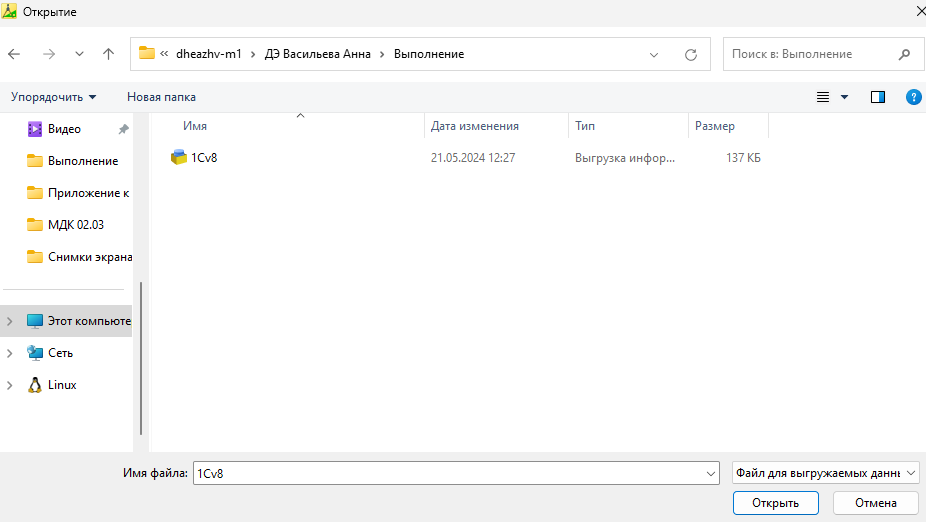 Открытие
« dheazhv-m1 › ДЭ Васильева Анна › Выполнение
Поиск в: Выполнение
Упорядочить
Новая папка
Имя
Дата изменения
Тип
Размер
1Cv8
21.05.2024 12:27
Выгрузка инфор...
137 КБ
Видео
Выполнение
Приложение к
МДК 02.03
Снимки экрана
Этот компьюте
Сеть
Linux
Имя файла:
1Cv8
Файл для выгружаемых данн
Открыть
Отмена